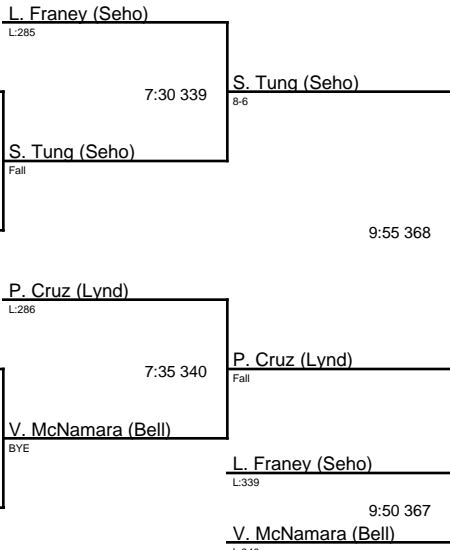 L. Franey (Seho)
L:285
7:30 339
S. Tung (Seho)
8-6
S. Tung (Seho)
Fall
9:55 368
P. Cruz (Lynd)
L:286
7:35 340
P. Cruz (Lynd)
Fall
V. McNamara (Bell)
BYE
L. Franey (Seho)
L:339
9:50 367
V. McNamara (Bell)